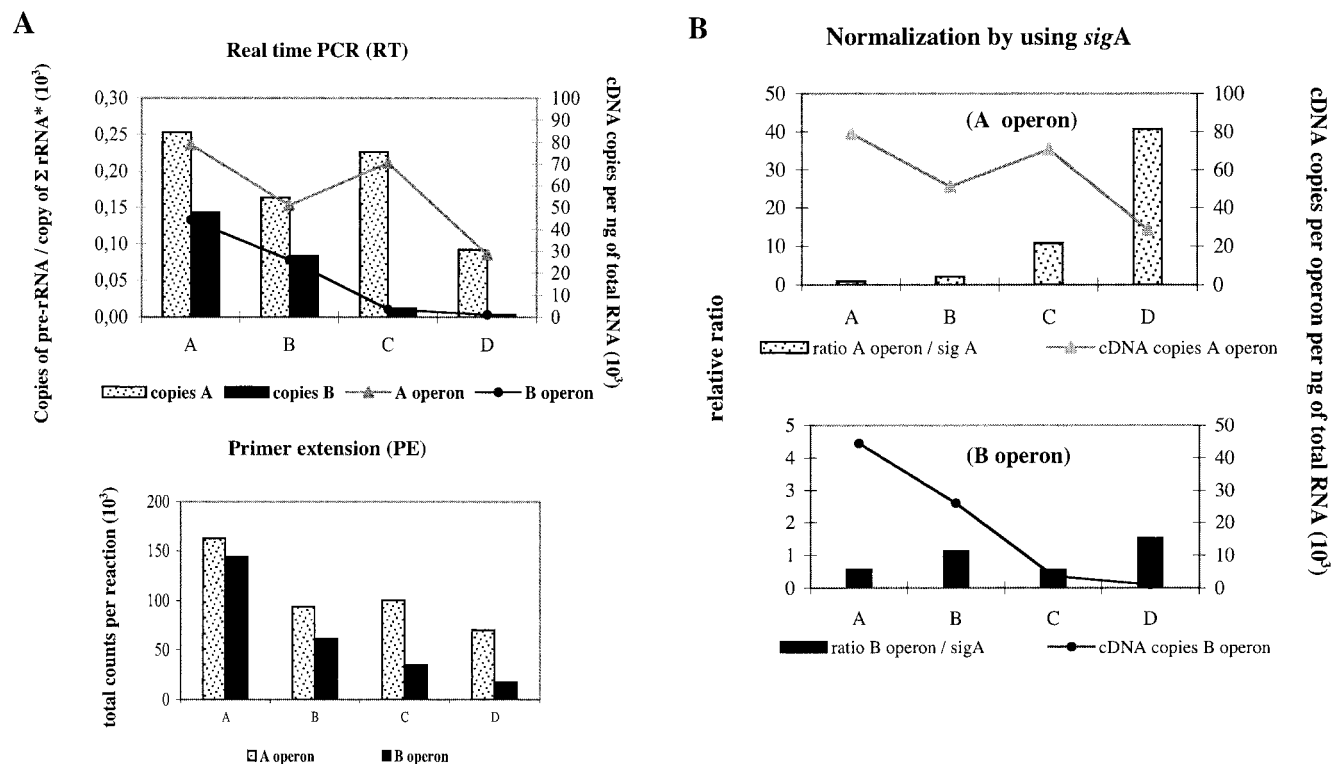 A
Real time PCR (RT)
Copies of pre-rRNA / copy of Σ rRNA* (10³)
0,30
0,25
0,20
0,15
0,10
0,05
0,00
100
90
80
70
60
50
40
30
20
10
0
cDNA copies per ng of total RNA (10³)
A B C D
copies A copies B A operon B operon
Primer extension (PE)
total counts per reaction (10³)
200
150
100
50
0
A B C D
A operon B operon
B
Normalization by using sigA
relative ratio
cDNA copies per operon per ng of total RNA (10³)
(A operon)
50
40
30
20
10
0
100
80
60
40
20
0
A B C D
ratio A operon / sig A cDNA copies A operon
(B operon)
5
4
3
2
1
0
50
40
30
20
10
0
A B C D
ratio B operon / sigA cDNA copies B operon